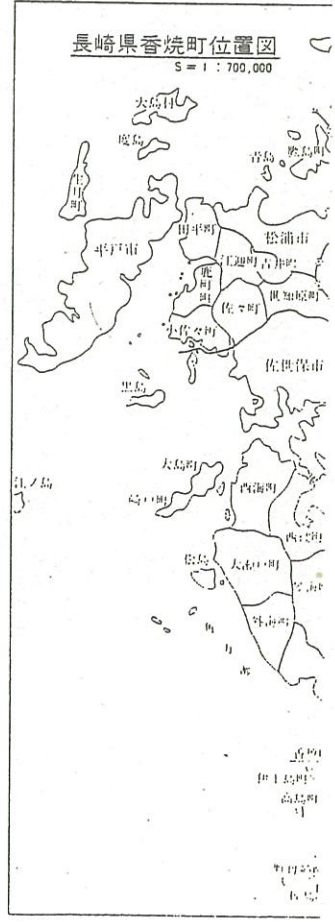 長崎県香焼町位置図
S = 1 : 700,000
大島村
度島
青島
鷹島町
生月町
田平町
松浦市
平戸市
江迎町
吉井町
鹿町町
世知原町
佐々町
小佐々町
佐世保市
黒島
大島町
崎戸町
江ノ島
西海町
松島
大瀬戸町
外海町
香焼
伊王島町
高島町